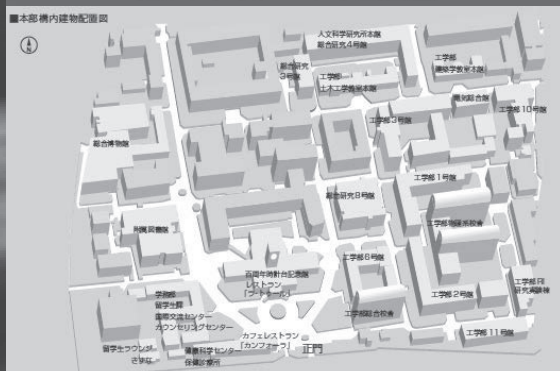 ■本部構内建物配置図
人文科学研究所本館
総合研究4号館
総合研究
3号館
工学部
土木工学教室本館
工学部
建築学教室本館
電気総合館
工学部10号館
工学部3号館
総合博物館
工学部1号館
総合研究8号館
工学部物理系校舎
附属図書館
工学部6号館
百周年時計台記念館
レストラン
「ラ・トゥール」
工学部2号館
学務部
留学生課
国際交流センター
カウンセリングセンター
工学部総合校舎
カフェレストラン
「カンフォーラ」
正門
工学部11号館
留学生ラウンジ
きずな
健康科学センター
保健診療所